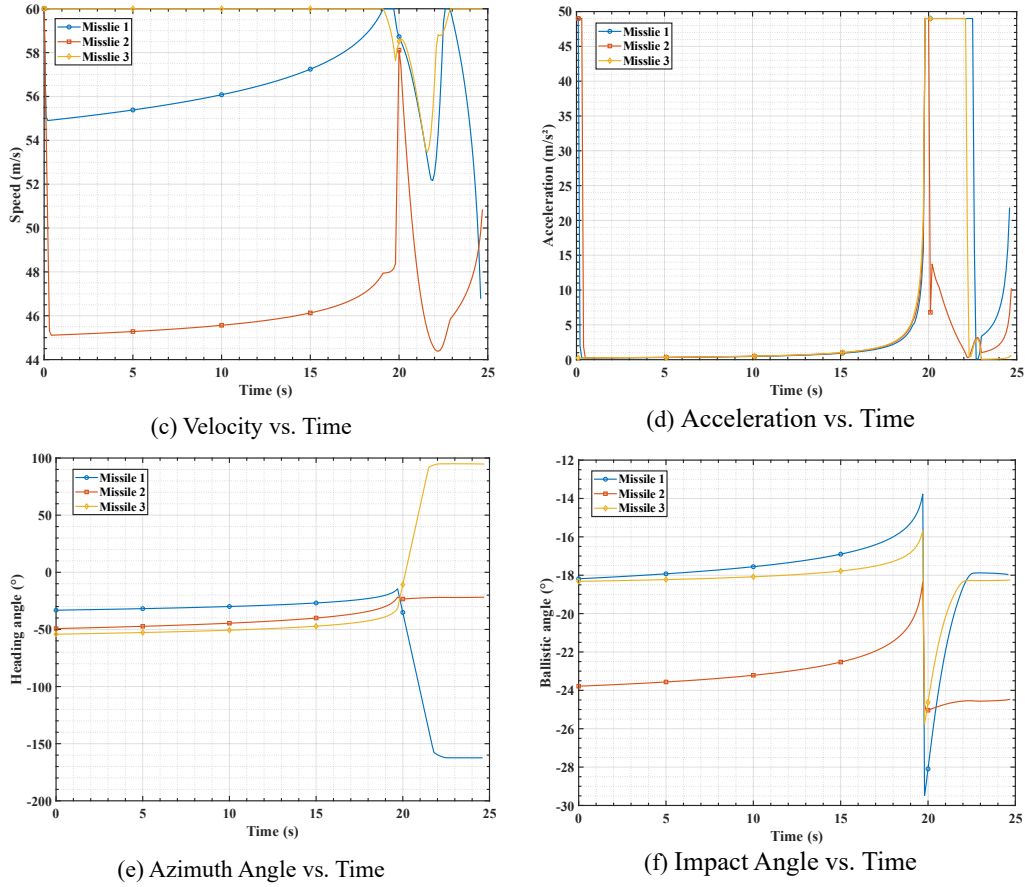 60
58
56
54
52
50
48
46
44
Speed (m/s)
Misslie 1
Misslie 2
Misslie 3
0 5 10 15 20 25
Time (s)
(c) Velocity vs. Time
50
45
40
35
30
25
20
15
10
5
0
Acceleration (m/s²)
Misslie 1
Misslie 2
Misslie 3
0 5 10 15 20 25
Time (s)
(d) Acceleration vs. Time
100
50
0
-50
-100
-150
-200
Heading angle (°)
Missile 1
Missile 2
Missile 3
0 5 10 15 20 25
Time (s)
(e) Azimuth Angle vs. Time
-12
-14
-16
-18
-20
-22
-24
-26
-28
-30
Ballistic angle (°)
Missile 1
Missile 2
Missile 3
0 5 10 15 20 25
Time (s)
(f) Impact Angle vs. Time